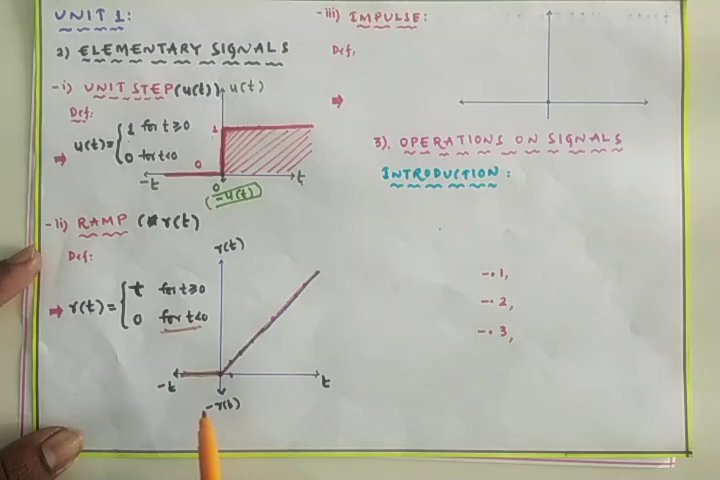 UNIT 1:
2) ELEMENTARY SIGNALS
-i) UNIT STEP (u(t))
u(t)
Def:
u(t)= { 1 for t≥0
0 for t<0
1
0
-t
t
0
(-u(t))
-ii) RAMP (r(t)
r(t)
Def:
r(t)= { t for t≥0
0 for t<0
-t
t
-r(t)
-iii) IMPULSE:
Def:
3). OPERATIONS ON SIGNALS
INTRODUCTION:
-. 1,
-. 2,
-. 3,